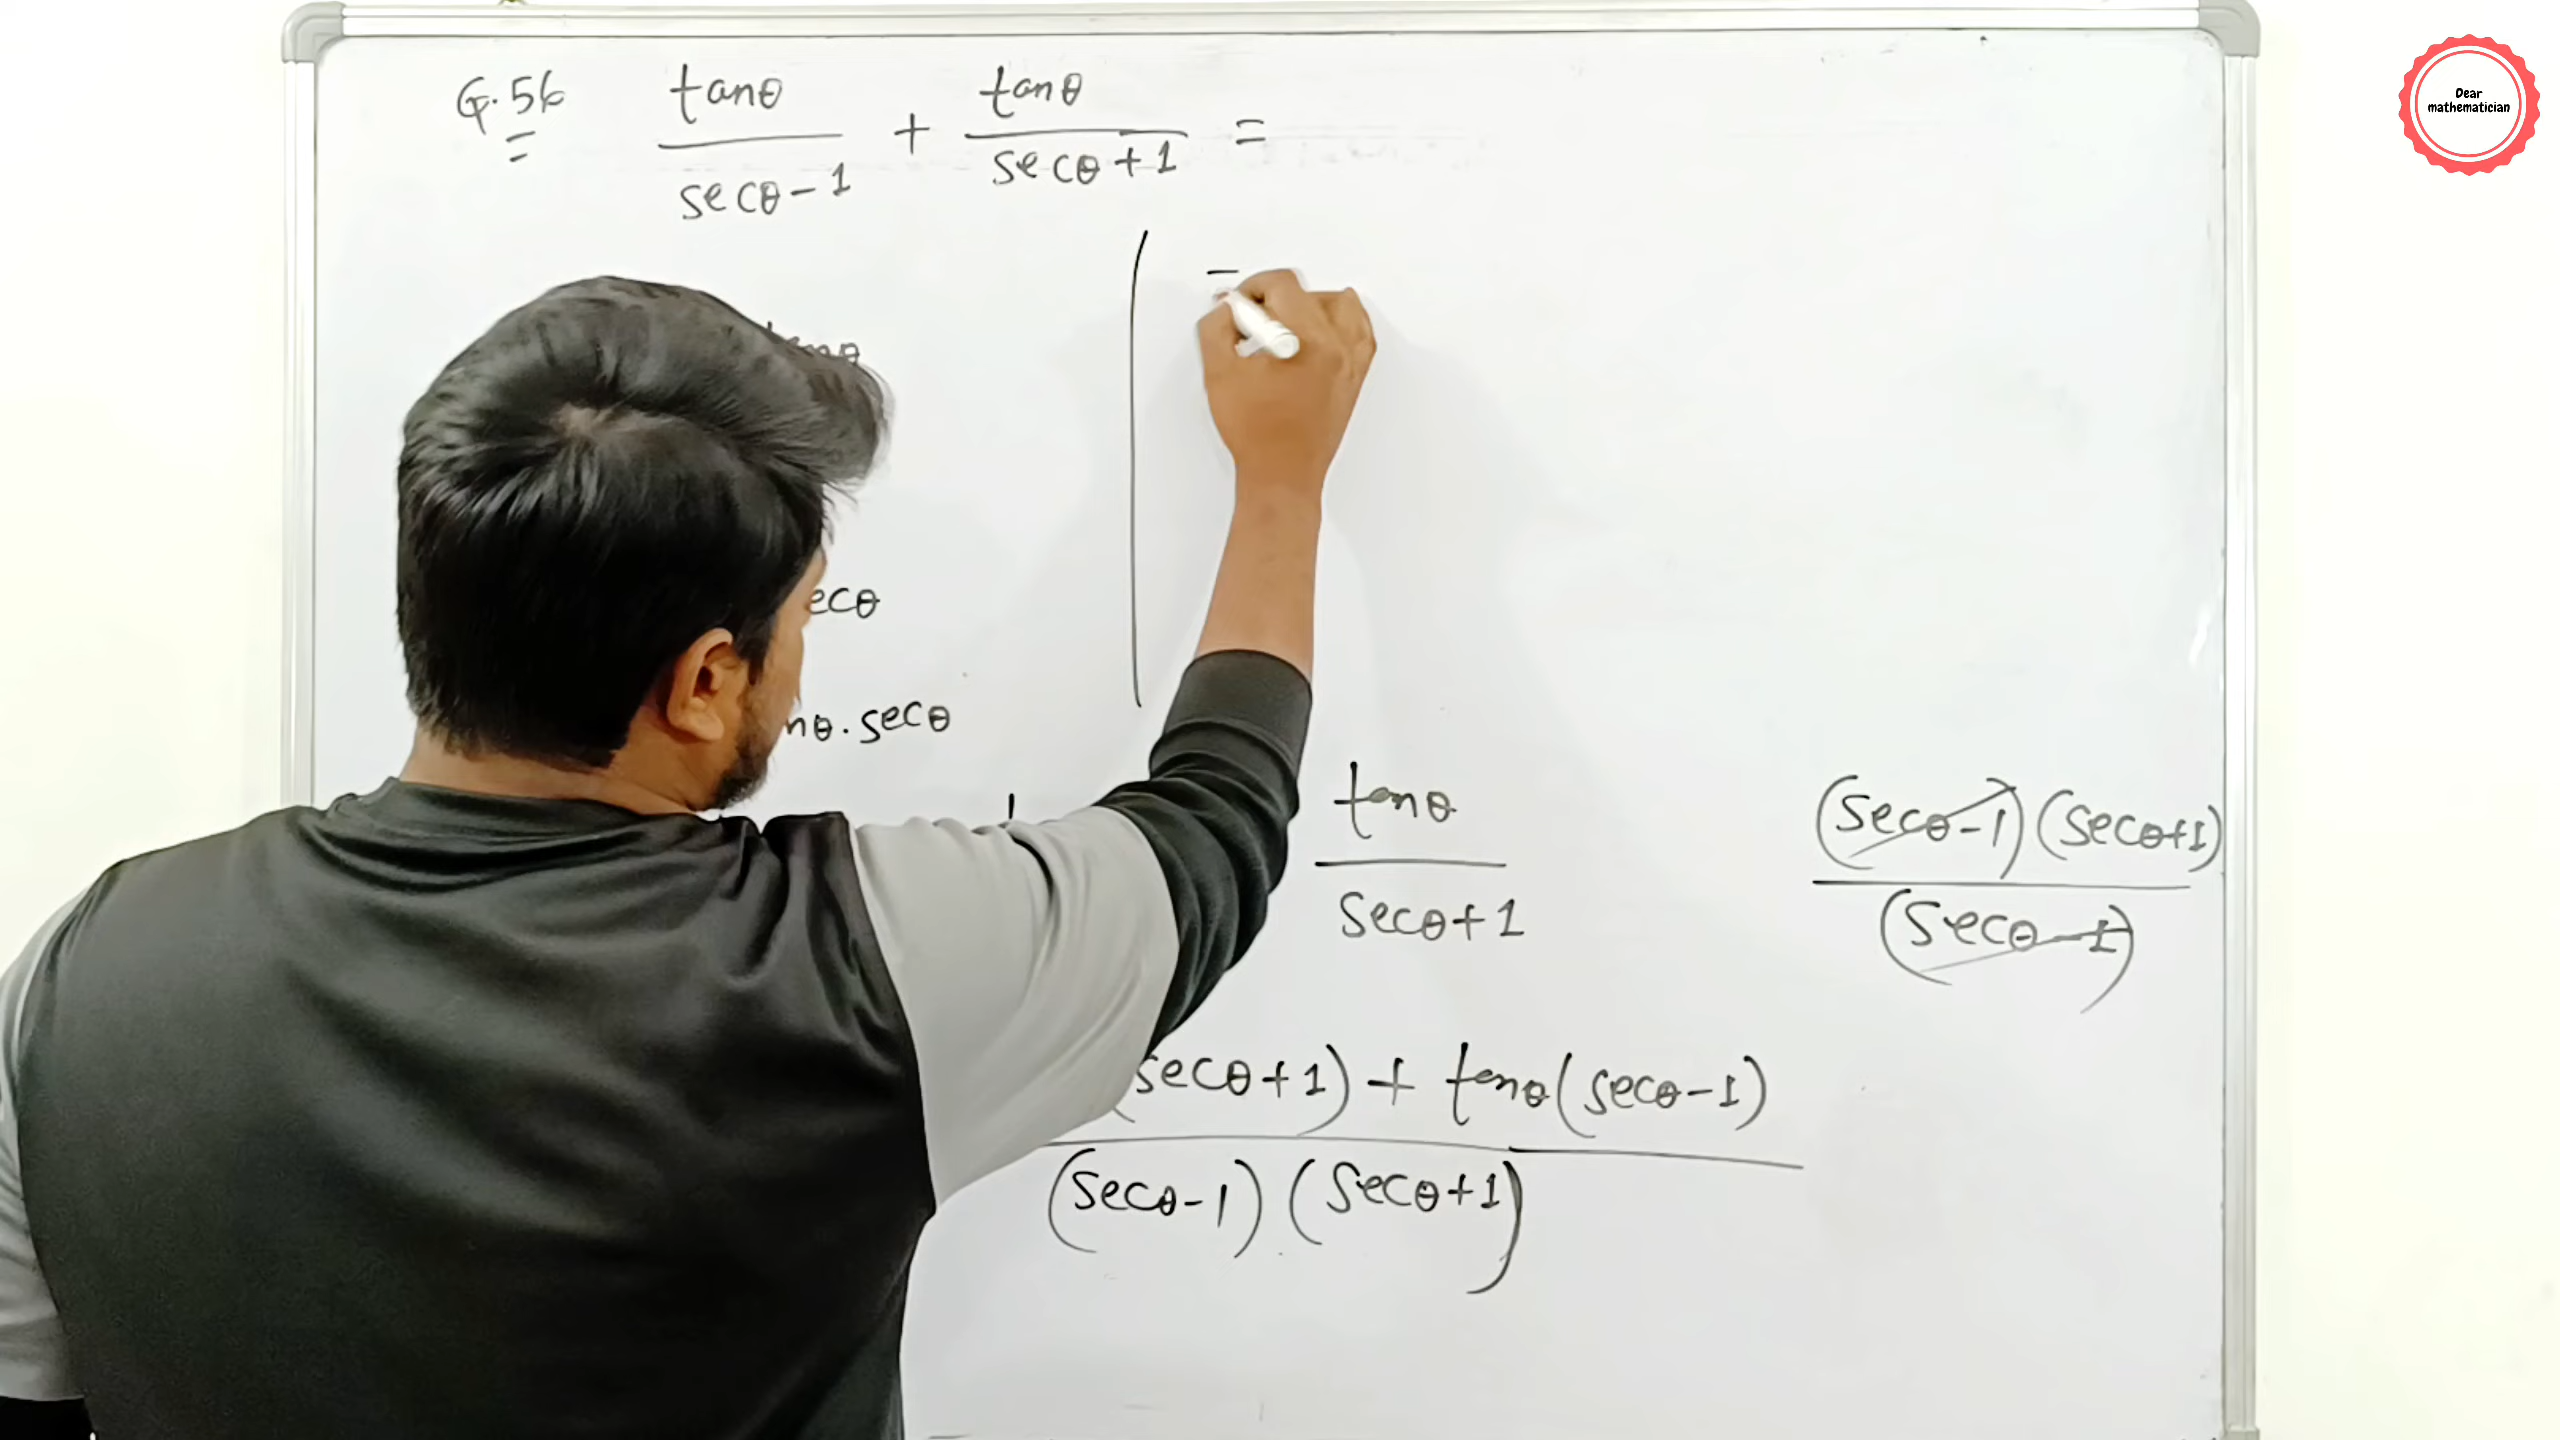 Q.56 tanθ / secθ-1 + tanθ / secθ+1 =
Dear
mathematician
=
ecθ
nθ.secθ
tanθ / secθ+1
(secθ-1)(secθ+1) / (secθ-1)
(secθ+1) + tanθ(secθ-1) / (secθ-1)(secθ+1)